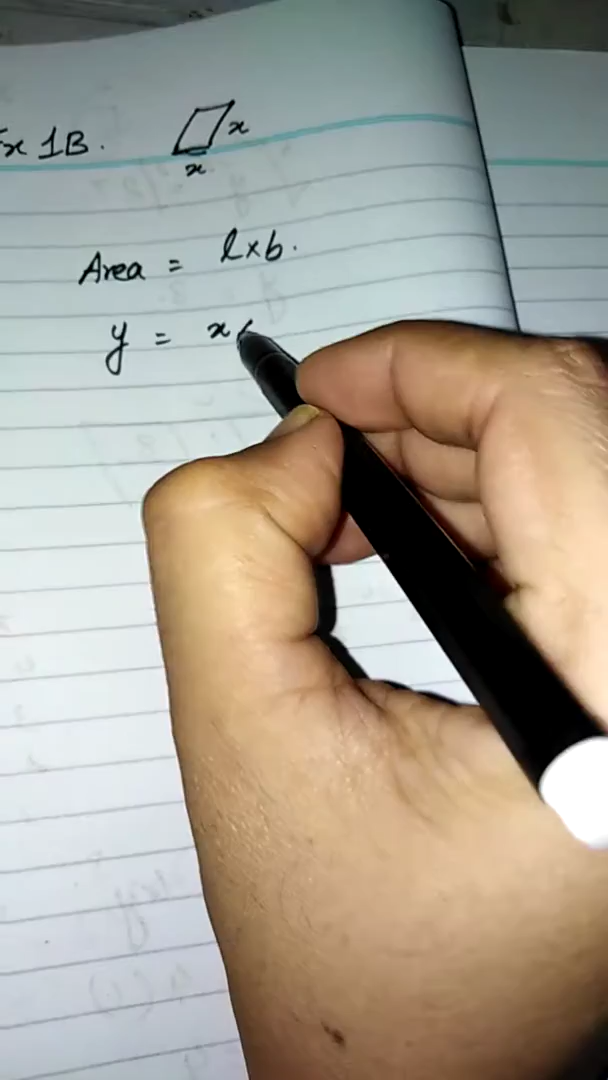 Ex 1B.
x
x
Area = l×b.
y = x